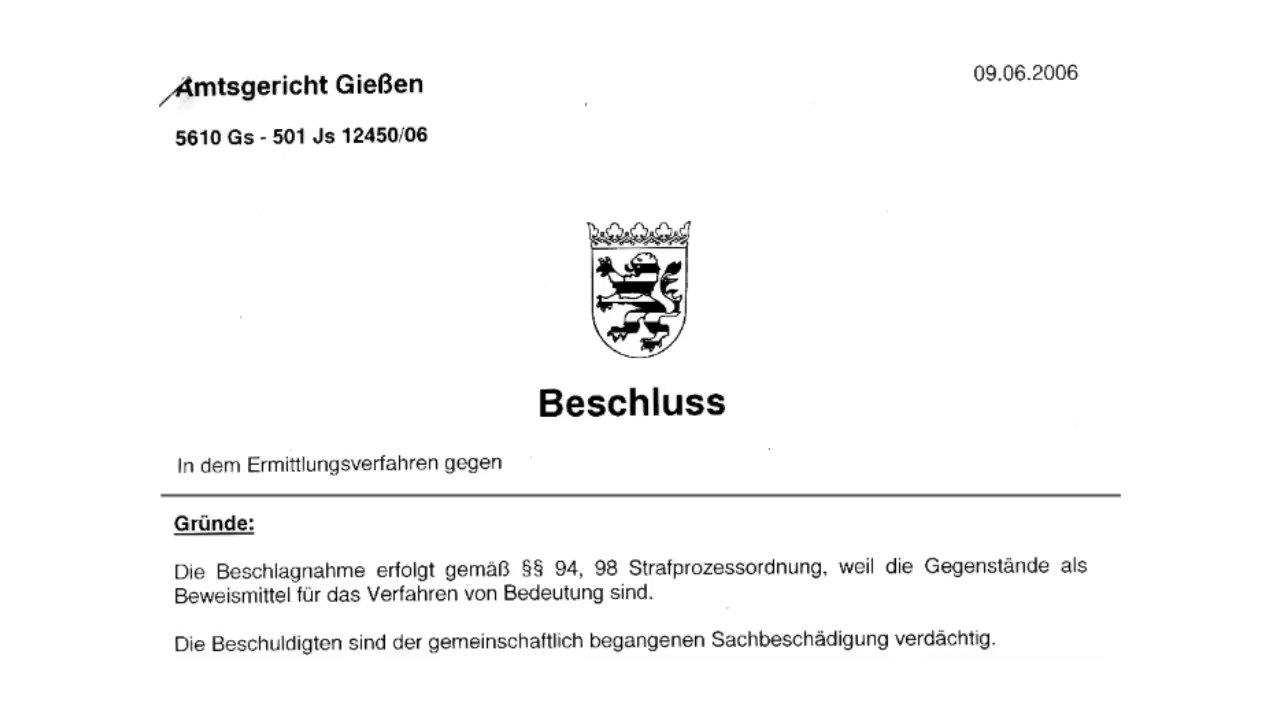 Amtsgericht Gießen
09.06.2006
5610 Gs - 501 Js 12450/06
Beschluss
In dem Ermittlungsverfahren gegen
Gründe:
Die Beschlagnahme erfolgt gemäß §§ 94, 98 Strafprozessordnung, weil die Gegenstände als
Beweismittel für das Verfahren von Bedeutung sind.
Die Beschuldigten sind der gemeinschaftlich begangenen Sachbeschädigung verdächtig.